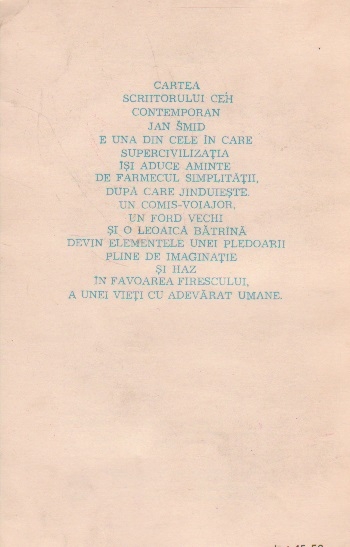 CARTEA
SCRIITORULUI CEH
CONTEMPORAN
JAN ŠMID
E UNA DIN CELE ÎN CARE
SUPERCIVILIZAȚIA
ÎȘI ADUCE AMINTE
DE FARMECUL SIMPLITĂȚII,
DUPĂ CARE JINDUIEȘTE.
UN COMIS-VOIAJOR,
UN FORD VECHI
ȘI O LEOAICĂ BĂTRÎNĂ
DEVIN ELEMENTELE UNEI PLEDOARII
PLINE DE IMAGINAȚIE
ȘI HAZ
ÎN FAVOAREA FIRESCULUI,
A UNEI VIEȚI CU ADEVĂRAT UMANE.